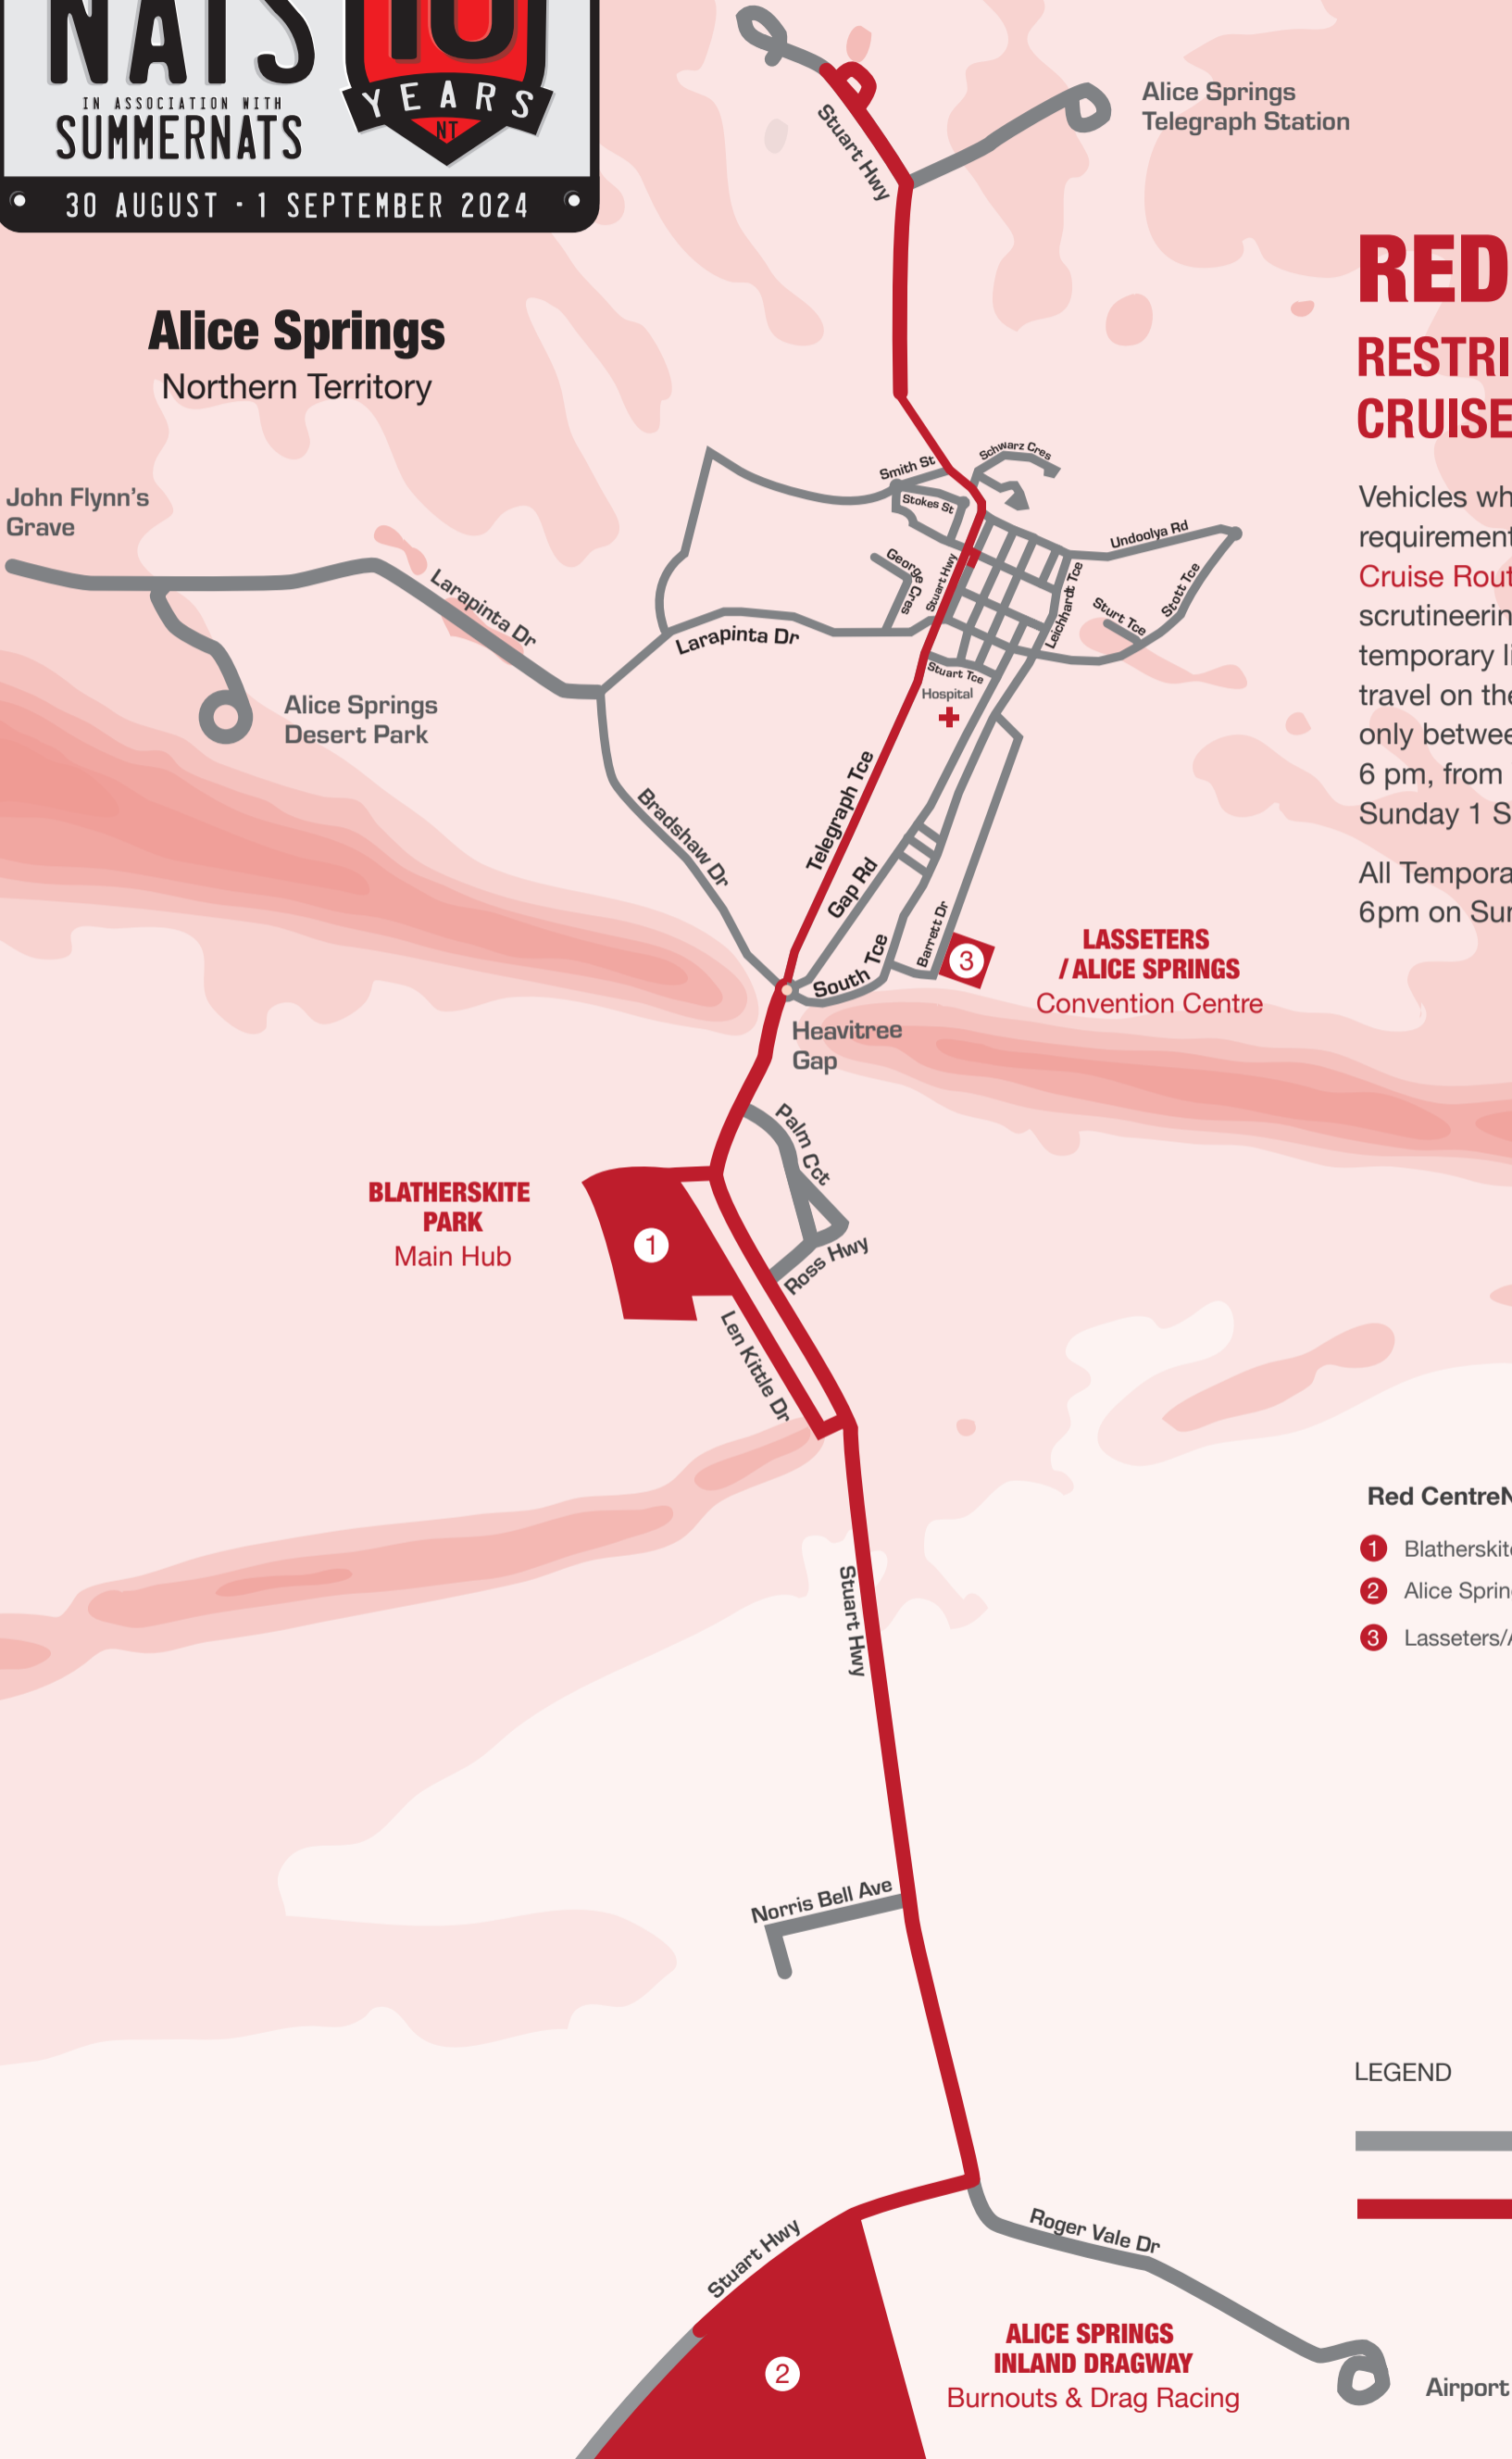 NATS
10
YEARS
NT
IN ASSOCIATION WITH
SUMMERNATS
30 AUGUST - 1 SEPTEMBER 2024
Alice Springs
Northern Territory
Stuart Hwy
Alice Springs
Telegraph Station
RED
RESTRI
CRUISE
Vehicles wh
requirement
Cruise Rout
scrutineerin
temporary li
travel on the
only betwee
6 pm, from
Sunday 1 S
All Tempora
6pm on Sun
John Flynn's
Grave
Larapinta Dr
Alice Springs
Desert Park
Smith St
Schwarz Cres
Stokes St
George Cres
Stuart Hwy
Undoolya Rd
Leichhardt Tce
Sturt Tce
Stott Tce
Larapinta Dr
Stuart Tce
Hospital
Bradshaw Dr
Telegraph Tce
Gap Rd
South Tce
Barrett Dr
3
LASSETERS
/ ALICE SPRINGS
Convention Centre
Heavitree
Gap
Palm Cct
Ross Hwy
BLATHERSKITE
PARK
Main Hub
1
Len Kittle Dr
Red CentreN
1 Blatherskite
2 Alice Sprin
3 Lasseters/A
Stuart Hwy
Norris Bell Ave
LEGEND
Stuart Hwy
Roger Vale Dr
2
ALICE SPRINGS
INLAND DRAGWAY
Burnouts & Drag Racing
Airport